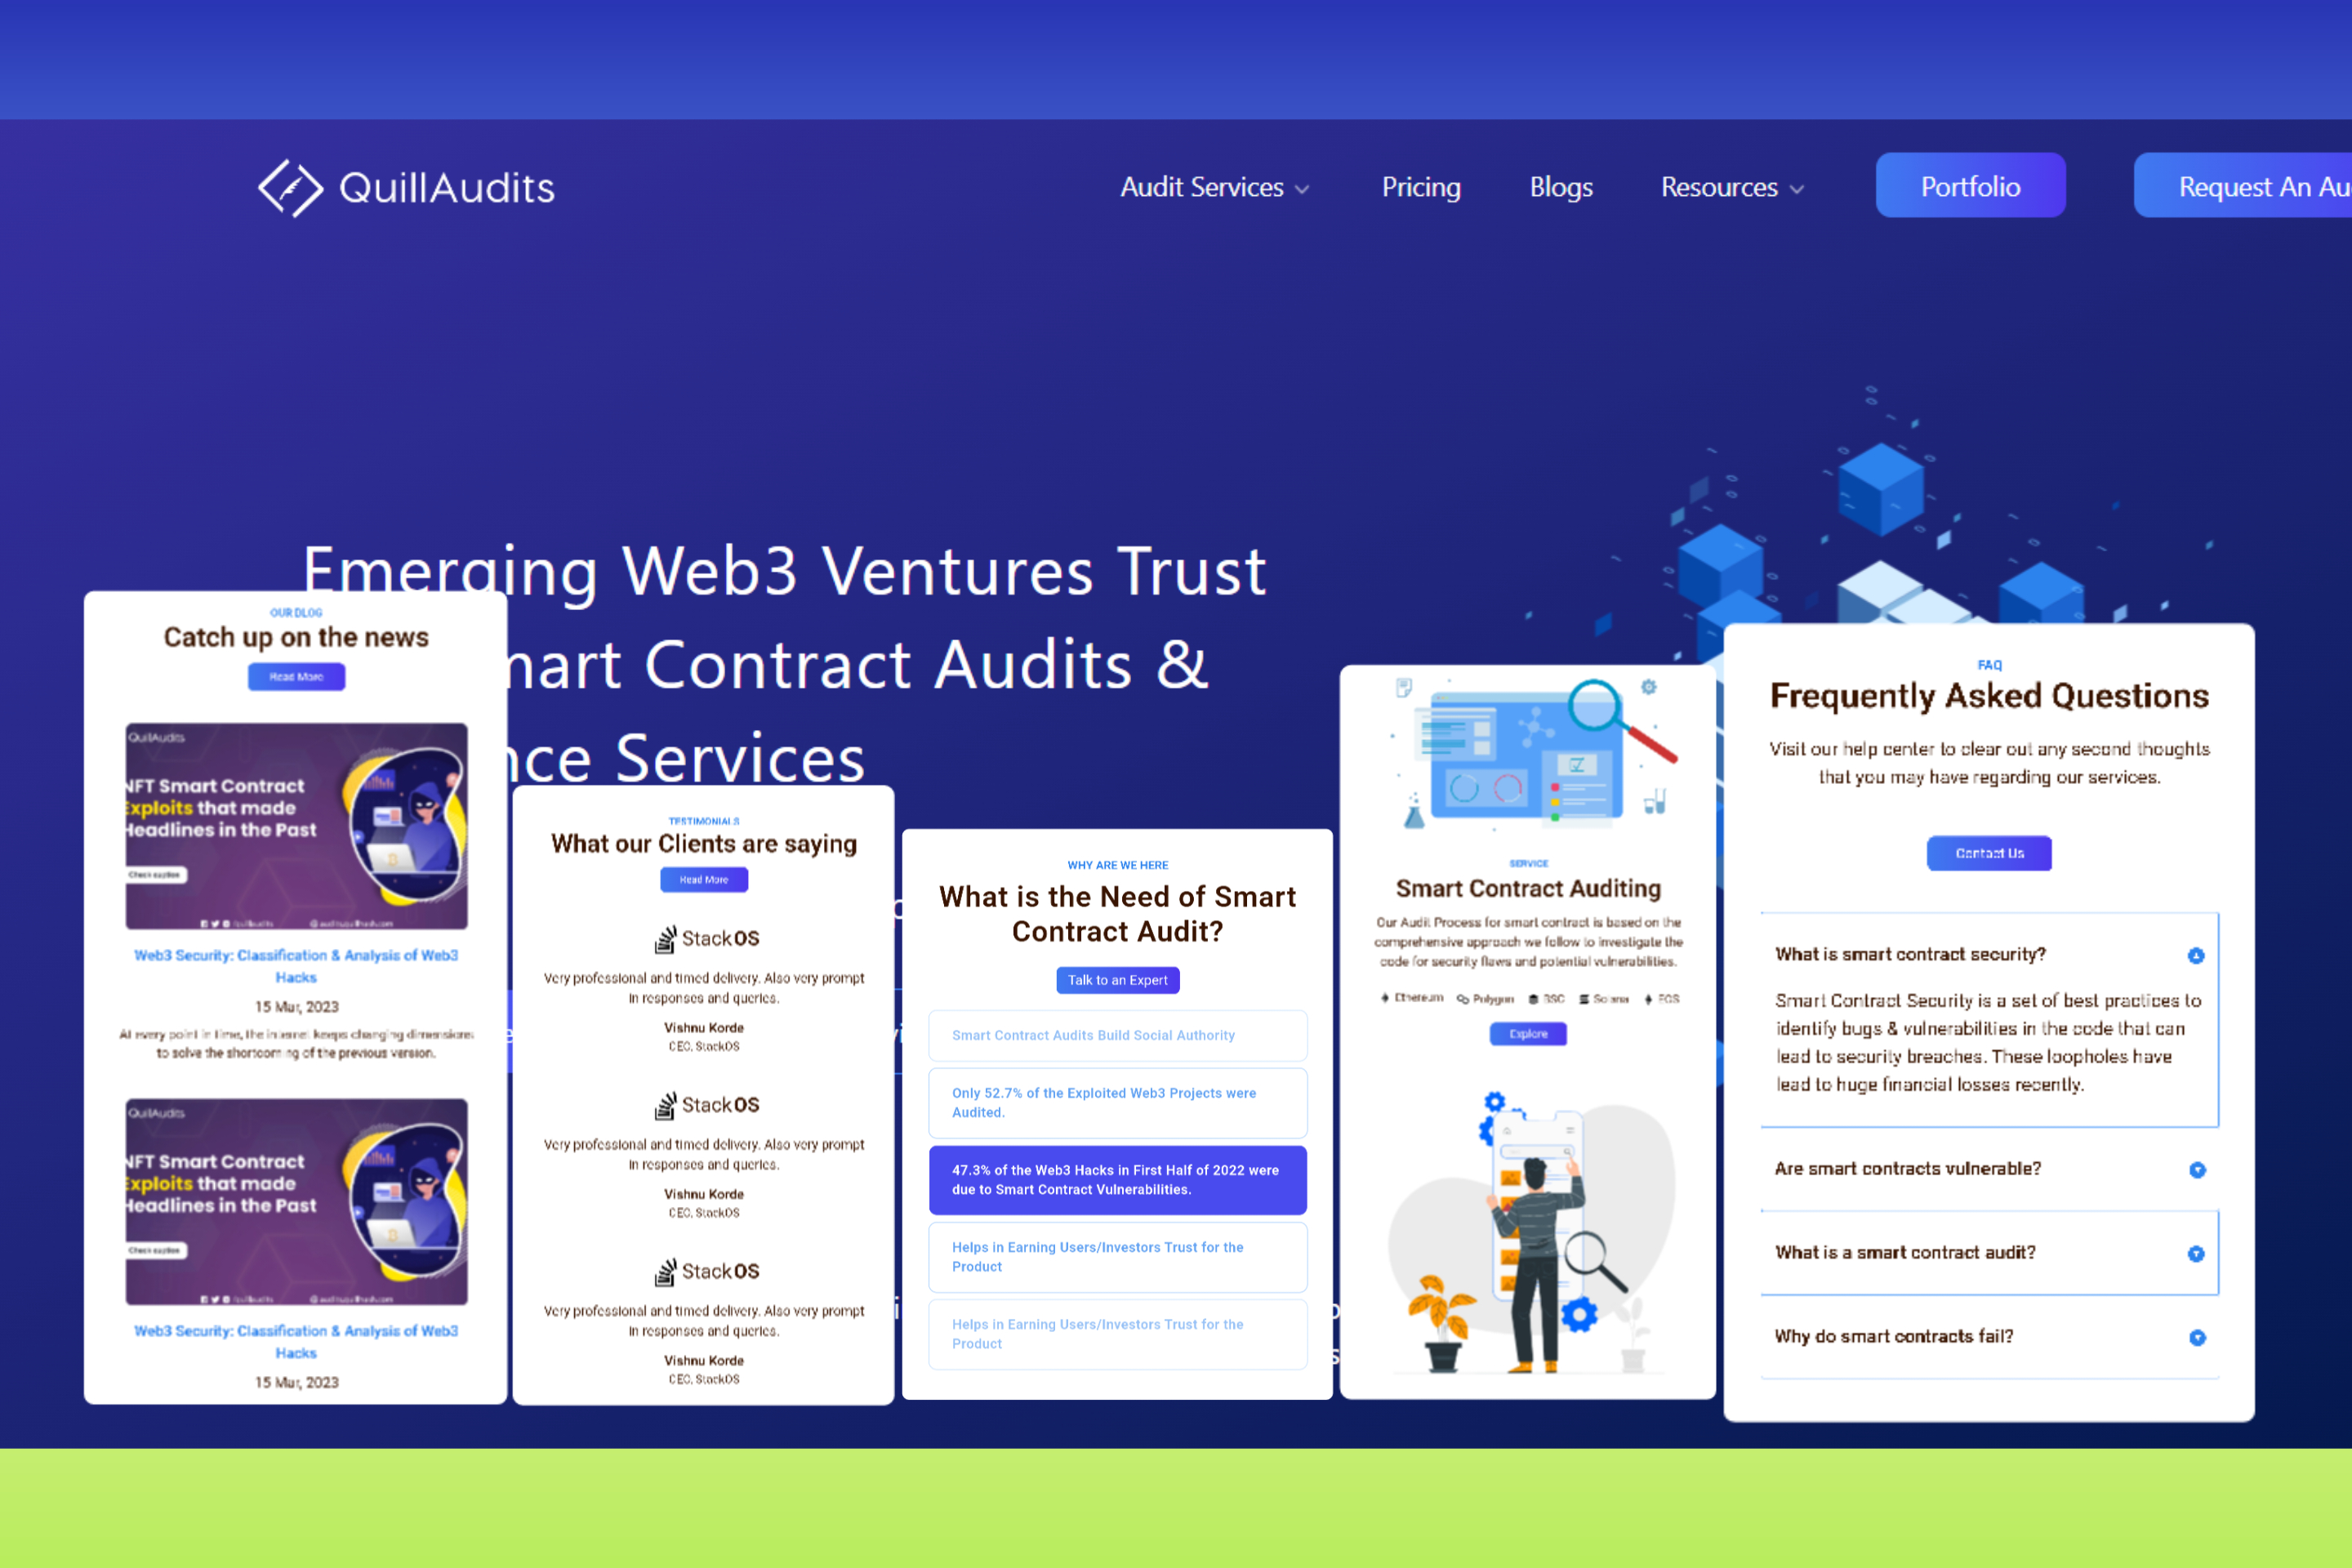 QuillAudits
Audit Services
Pricing
Blogs
Resources
Portfolio
Request An Au
Emerging Web3 Ventures Trust
mart Contract Audits &
nce Services
Catch up on the news
Read More
QuillAudits
NFT Smart Contract
Exploits that made
Headlines in the Past
Check caption
Web3 Security: Classification & Analysis of Web3
Hacks
15 Mar, 2023
At every point in time, the internet keeps changing dimensions
to solve the shortcoming of the previous version.
QuillAudits
NFT Smart Contract
Exploits that made
Headlines in the Past
Check caption
Web3 Security: Classification & Analysis of Web3
Hacks
15 Mar, 2023
TESTIMONIALS
What our Clients are saying
Read More
StackOS
Very professional and timed delivery. Also very prompt
in responses and queries.
Vishnu Korde
CEO, StackOS
StackOS
Very professional and timed delivery. Also very prompt
in responses and queries.
Vishnu Korde
CEO, StackOS
StackOS
Very professional and timed delivery. Also very prompt
in responses and queries.
Vishnu Korde
CEO, StackOS
WHY ARE WE HERE
What is the Need of Smart
Contract Audit?
Talk to an Expert
Smart Contract Audits Build Social Authority
Only 52.7% of the Exploited Web3 Projects were
Audited.
47.3% of the Web3 Hacks in First Half of 2022 were
due to Smart Contract Vulnerabilities.
Helps in Earning Users/Investors Trust for the
Product
Helps in Earning Users/Investors Trust for the
Product
SERVICE
Smart Contract Auditing
Our Audit Process for smart contract is based on the
comprehensive approach we follow to investigate the
code for security flaws and potential vulnerabilities.
Ethereum Polygon BSC Solana EOS
Explore
FAQ
Frequently Asked Questions
Visit our help center to clear out any second thoughts
that you may have regarding our services.
Contact Us
What is smart contract security?
Smart Contract Security is a set of best practices to
identify bugs & vulnerabilities in the code that can
lead to security breaches. These loopholes have
lead to huge financial losses recently.
Are smart contracts vulnerable?
What is a smart contract audit?
Why do smart contracts fail?